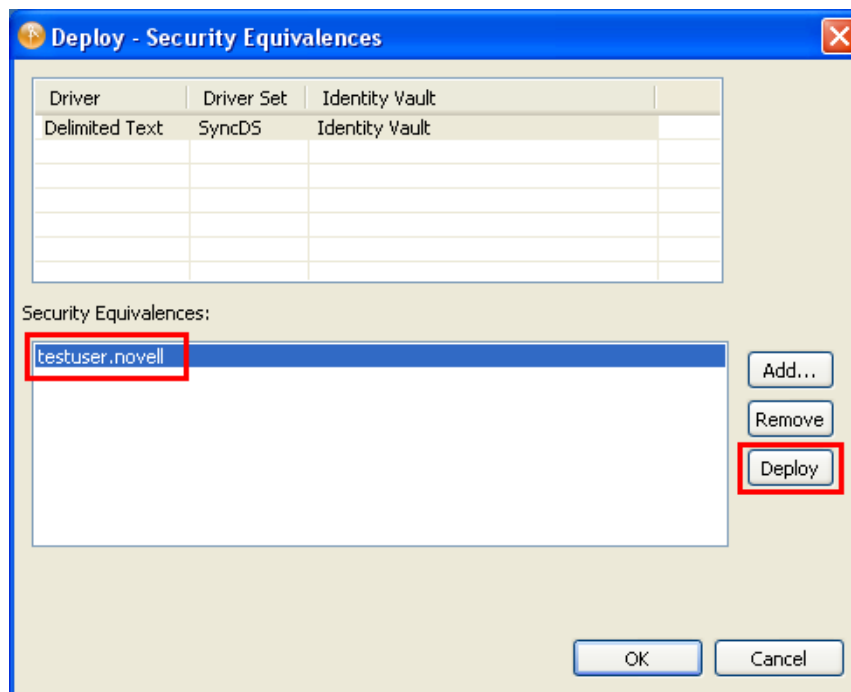 Deploy - Security Equivalences
Driver Driver Set Identity Vault
Delimited Text SyncDS Identity Vault
Security Equivalences:
testuser.novell
Add...
Remove
Deploy
OK Cancel